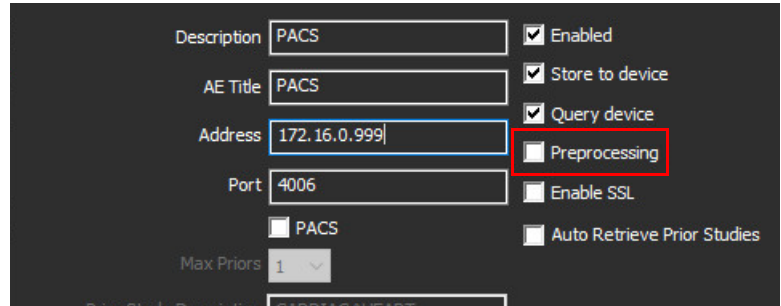 Description PACS
AE Title PACS
Address 172.16.0.999
Port 4006
PACS
Max Priors 1
Enabled
Store to device
Query device
Preprocessing
Enable SSL
Auto Retrieve Prior Studies